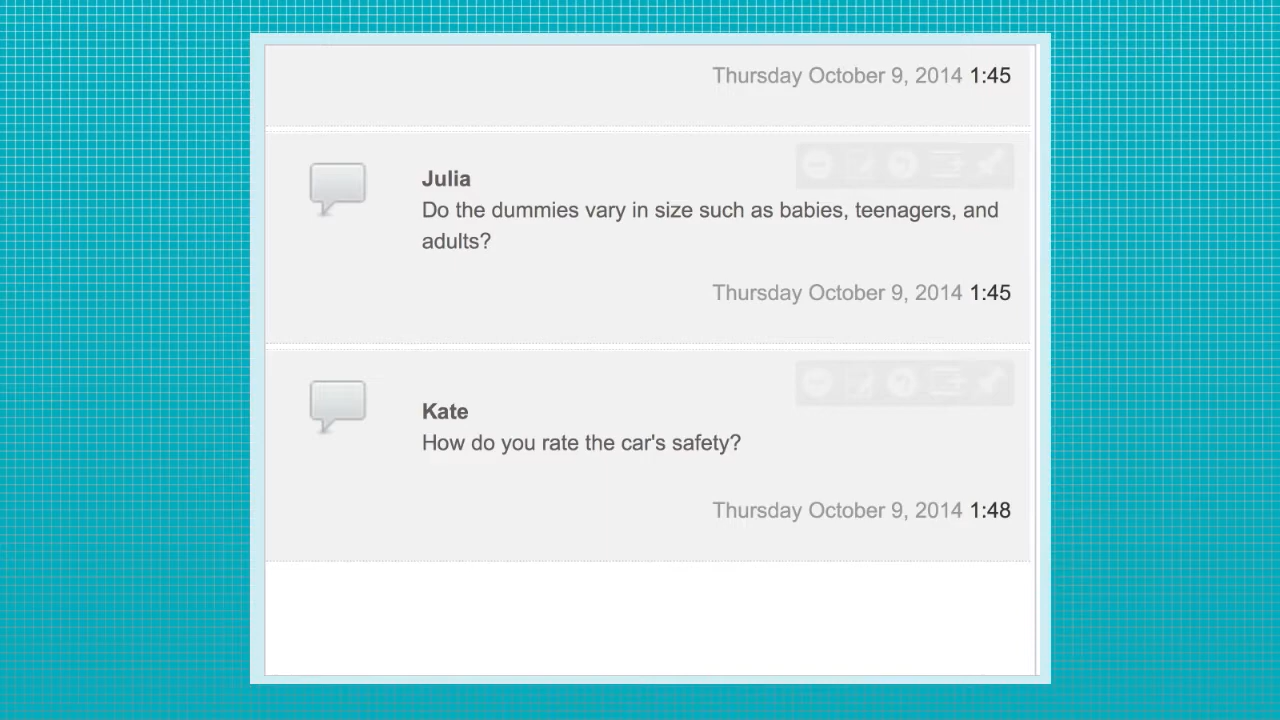 Thursday October 9, 2014 1:45
Julia
Do the dummies vary in size such as babies, teenagers, and
adults?
Thursday October 9, 2014 1:45
Kate
How do you rate the car's safety?
Thursday October 9, 2014 1:48